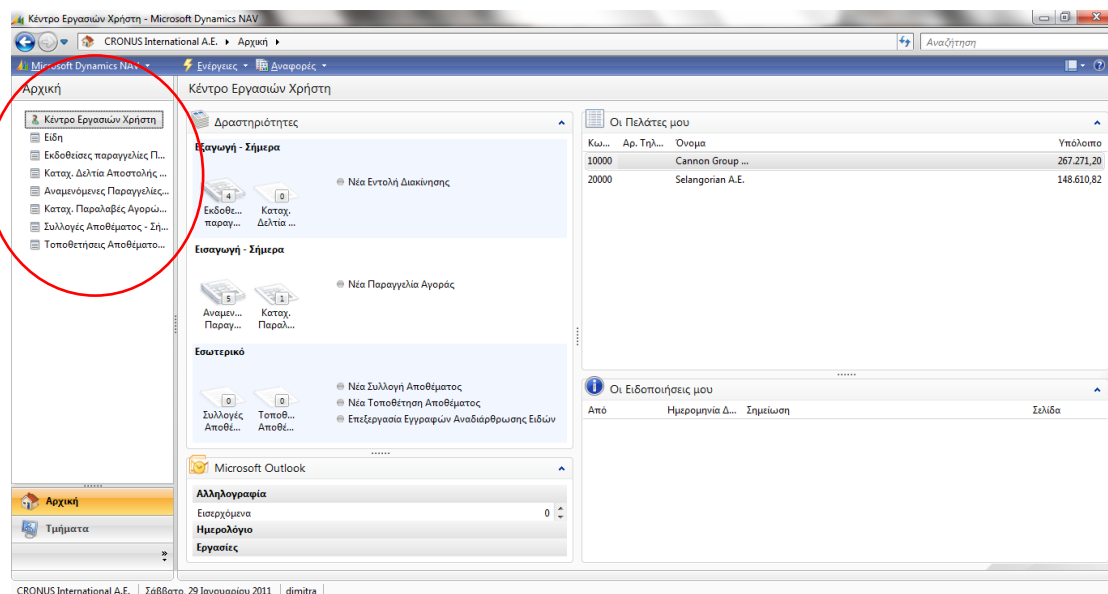 Κέντρο Εργασιών Χρήστη - Microsoft Dynamics NAV
CRONUS International A.E. Αρχική
Αναζήτηση
Microsoft Dynamics NAV Ενέργειες Αναφορές
Αρχική
Κέντρο Εργασιών Χρήστη
Είδη
Εκδοθείσες παραγγελίες Π...
Καταχ. Δελτία Αποστολής ...
Αναμενόμενες Παραγγελίες...
Καταχ. Παραλαβές Αγορώ...
Συλλογές Αποθέματος - Σή...
Τοποθετήσεις Αποθέματο...
Αρχική
Τμήματα
Κέντρο Εργασιών Χρήστη
Δραστηριότητες
Εξαγωγή - Σήμερα
4 0
Εκδοθε... Καταχ.
παραγ... Δελτία ...
Νέα Εντολή Διακίνησης
Εισαγωγή - Σήμερα
5 1
Αναμεν... Καταχ.
Παραγ... Παραλ...
Νέα Παραγγελία Αγοράς
Εσωτερικό
0 0
Συλλογές Τοποθ...
Αποθέ... Αποθέ...
Νέα Συλλογή Αποθέματος
Νέα Τοποθέτηση Αποθέματος
Επεξεργασία Εγγραφών Αναδιάρθρωσης Ειδών
Microsoft Outlook
Αλληλογραφία
Εισερχόμενα 0
Ημερολόγιο
Εργασίες
Οι Πελάτες μου
Κω... Αρ. Τηλ... Όνομα Υπόλοιπο
10000 Cannon Group ... 267.271,20
20000 Selangorian A.E. 148.610,82
Οι Ειδοποιήσεις μου
Από Ημερομηνία Δ... Σημείωση Σελίδα
CRONUS International A.E. Σάββατο, 29 Ιανουαρίου 2011 dimitra